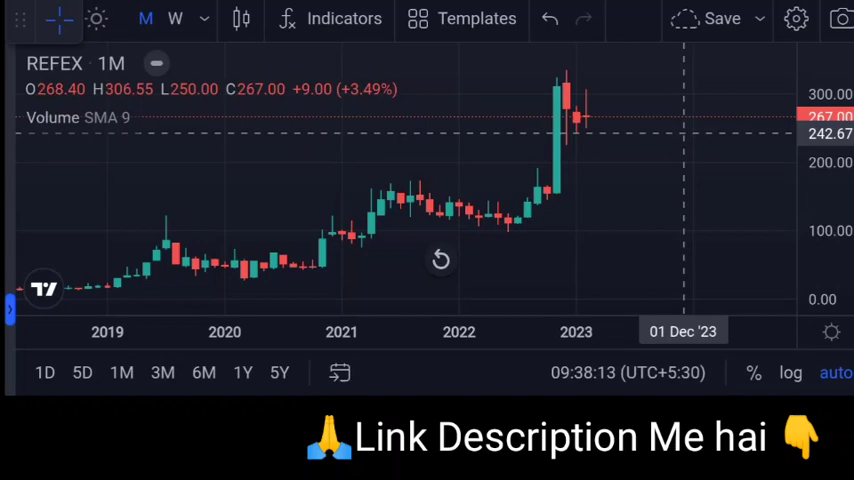 M W Indicators Templates Save
REFEX · 1M
O268.40 H306.55 L250.00 C267.00 +9.00 (+3.49%)
Volume SMA 9
300.00
267.00
242.67
200.00
100.00
0.00
2019 2020 2021 2022 2023 01 Dec '23
1D 5D 1M 3M 6M 1Y 5Y 09:38:13 (UTC+5:30) % log auto
🙏Link Description Me hai 👇